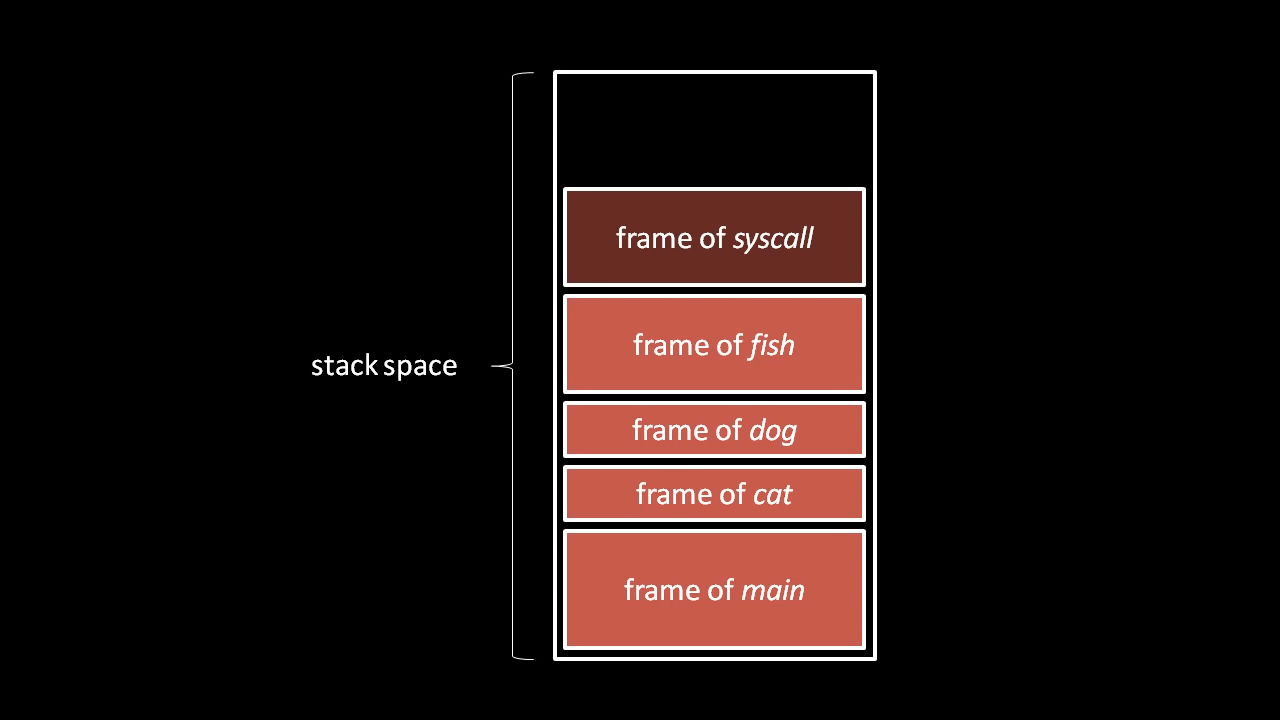 frame of syscall
frame of fish
stack space
frame of dog
frame of cat
frame of main